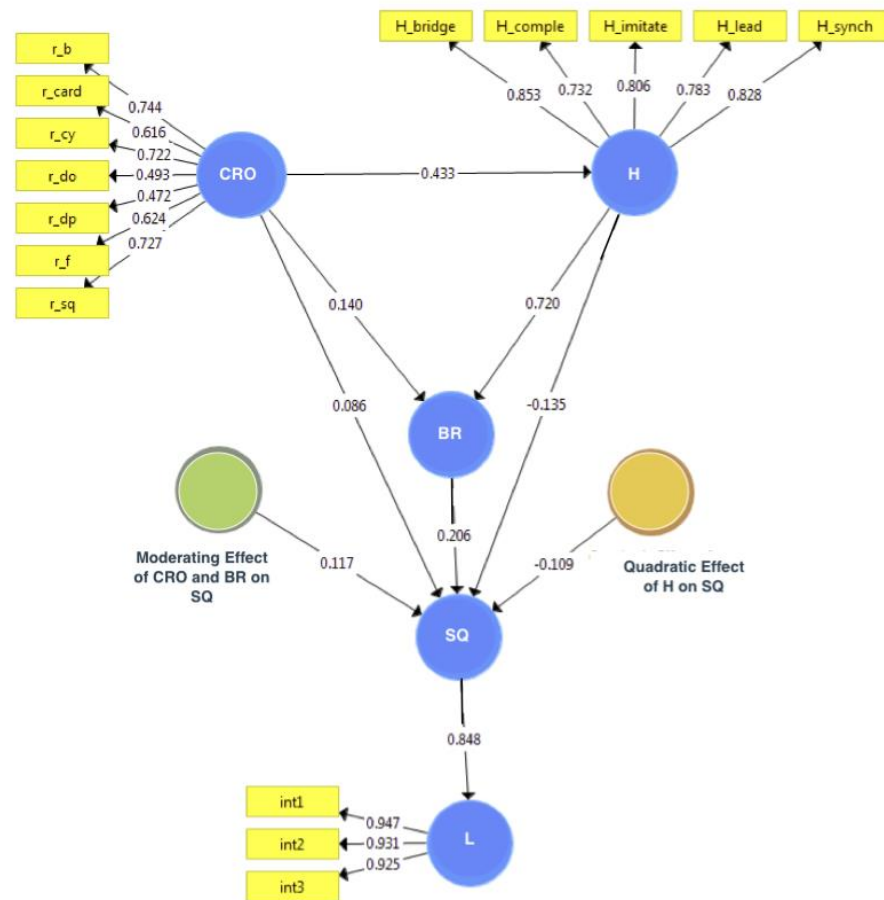 H_bridge
H_comple
H_imitate
H_lead
H_synch
r_b
r_card
r_cy
r_do
r_dp
r_f
r_sq
0.744
0.616
0.722
0.493
0.472
0.624
0.727
0.853
0.732
0.806
0.783
0.828
CRO
0.433
H
0.140
0.720
0.086
-0.135
BR
0.206
0.117
-0.109
Moderating Effect
of CRO and BR on
SQ
Quadratic Effect
of H on SQ
SQ
0.848
int1
int2
int3
0.947
0.931
0.925
L